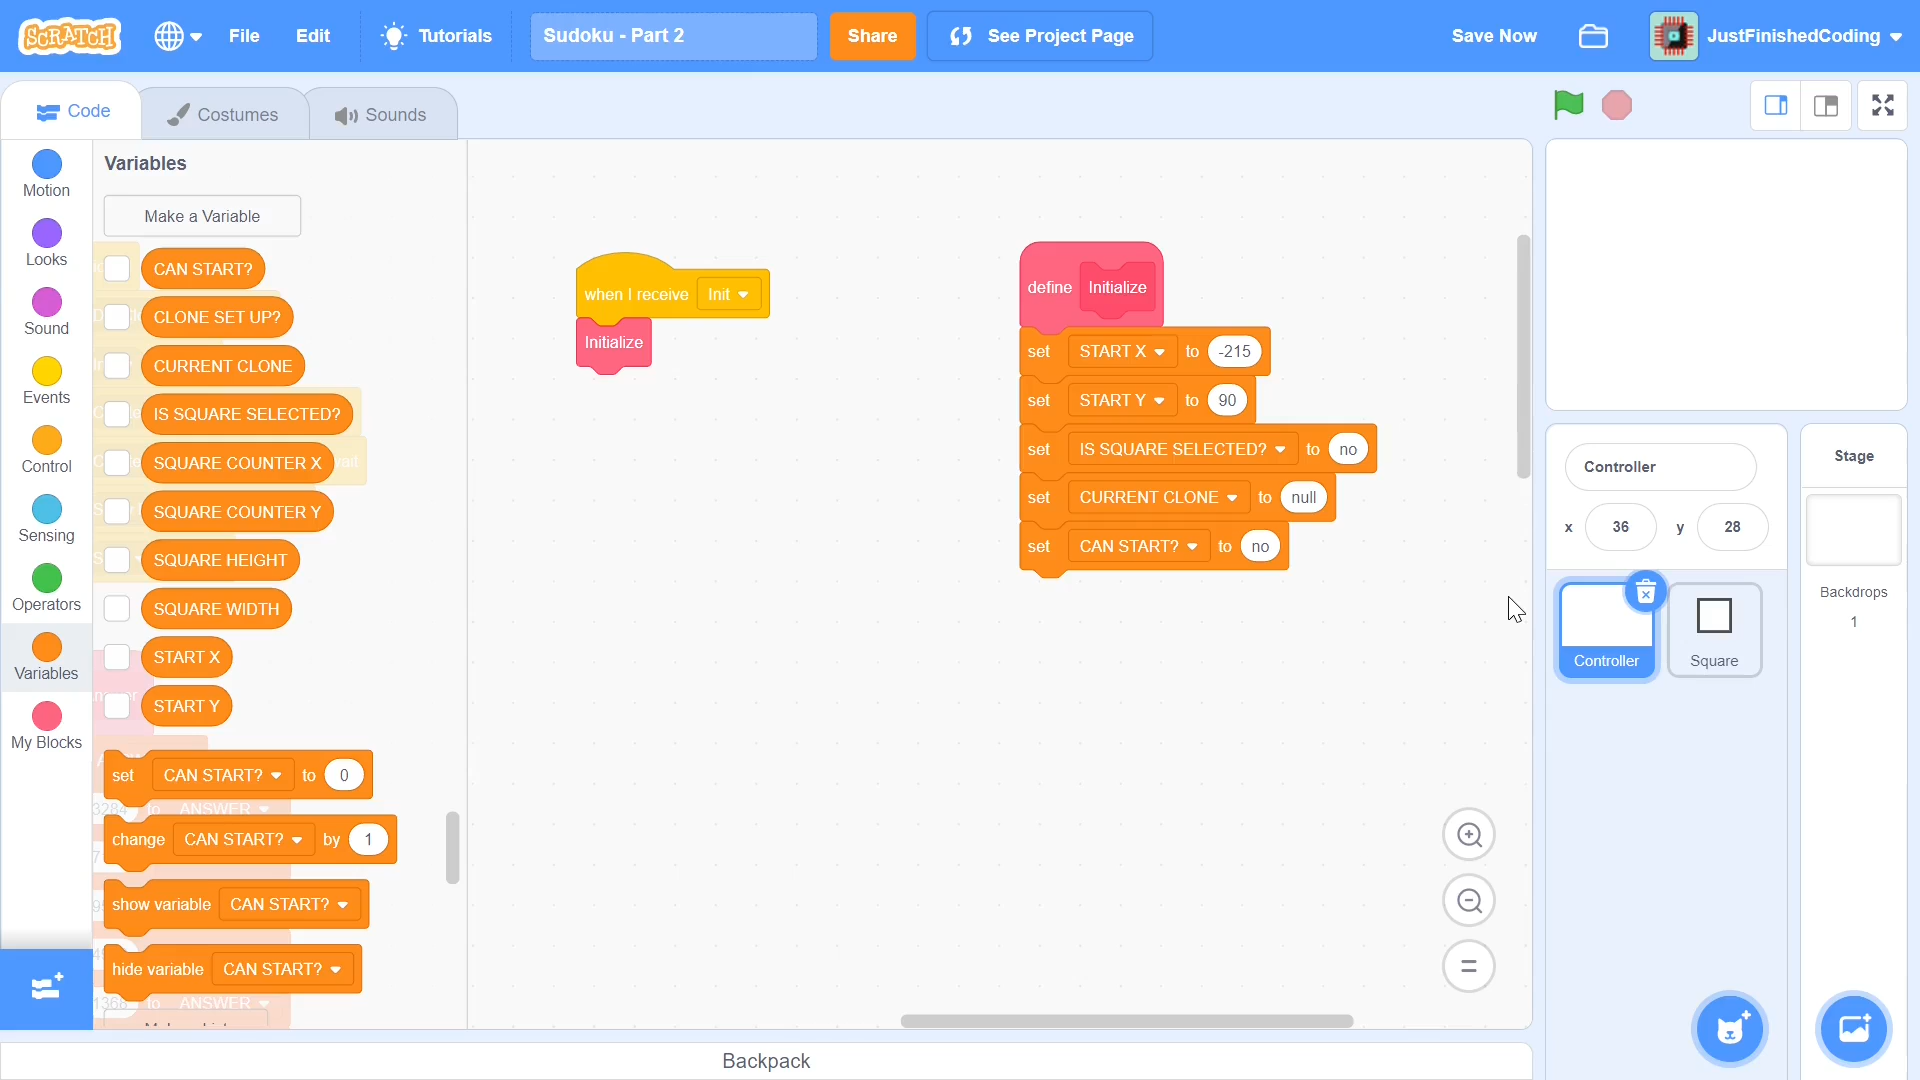 SCRATCH
File
Edit
Tutorials
Sudoku - Part 2
Share
See Project Page
Save Now
JustFinishedCoding
Code
Costumes
Sounds
Motion
Looks
Sound
Events
Control
Sensing
Operators
Variables
My Blocks
Variables
Make a Variable
CAN START?
CLONE SET UP?
CURRENT CLONE
IS SQUARE SELECTED?
SQUARE COUNTER X
SQUARE COUNTER Y
SQUARE HEIGHT
SQUARE WIDTH
START X
START Y
set CAN START? to 0
to ANSWER
change CAN START? by 1
show variable CAN START?
hide variable CAN START?
1368 to ANSWER
when I receive Init
Initialize
define Initialize
set START X to -215
set START Y to 90
set IS SQUARE SELECTED? to no
set CURRENT CLONE to null
set CAN START? to no
Controller
x 36 y 28
Controller
Square
Stage
Backdrops
1
Backpack